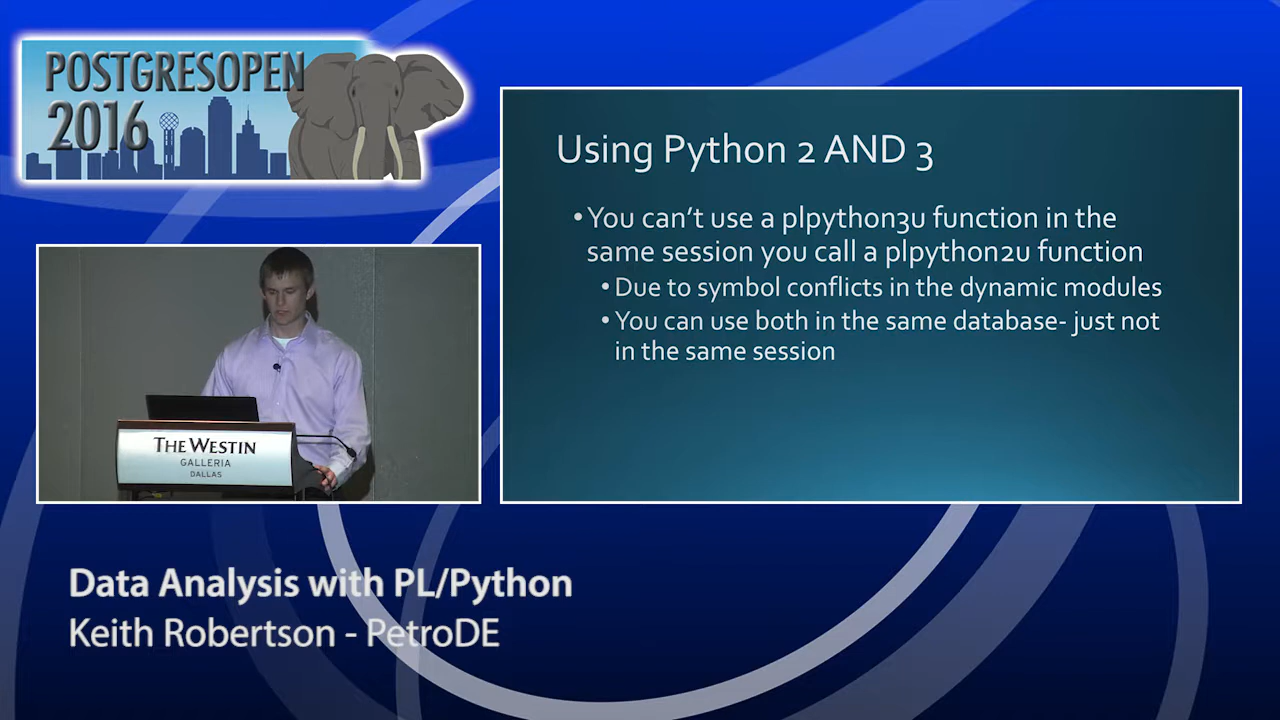 POSTGRESOPEN
2016
Using Python 2 AND 3
•You can't use a plpython3u function in the
same session you call a plpython2u function
•Due to symbol conflicts in the dynamic modules
•You can use both in the same database- just not
in the same session
THE WESTIN
GALLERIA
DALLAS
Data Analysis with PL/Python
Keith Robertson - PetroDE